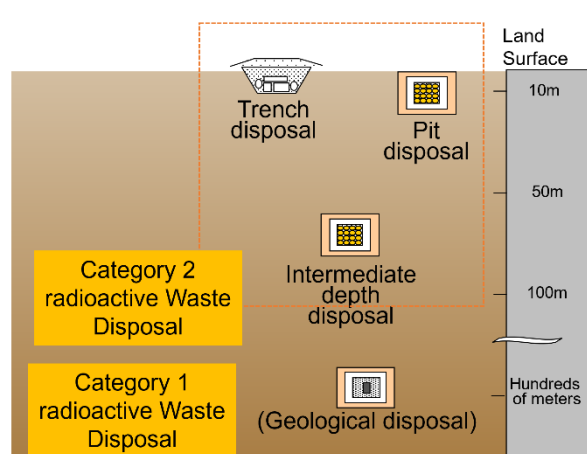 Land
Surface
10m
Trench
disposal
Pit
disposal
50m
Category 2
radioactive Waste
Disposal
Intermediate
depth
disposal
100m
Category 1
radioactive Waste
Disposal
(Geological disposal)
Hundreds
of meters